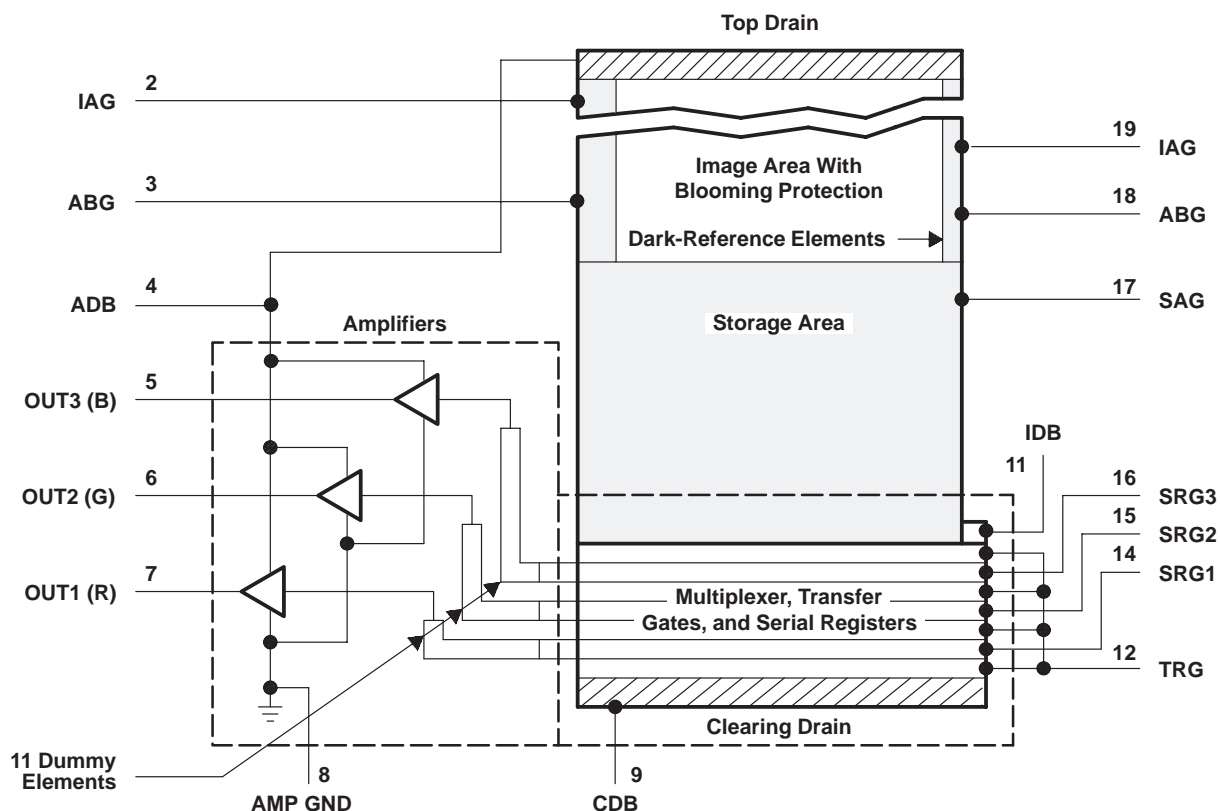 Top Drain
2
IAG
3
ABG
4
ADB
Amplifiers
5
OUT3 (B)
6
OUT2 (G)
7
OUT1 (R)
11 Dummy
Elements
8
AMP GND
Image Area With
Blooming Protection
Dark-Reference Elements
Storage Area
Multiplexer, Transfer
Gates, and Serial Registers
Clearing Drain
9
CDB
19
IAG
18
ABG
17
SAG
IDB
11
16
SRG3
15
SRG2
14
SRG1
12
TRG